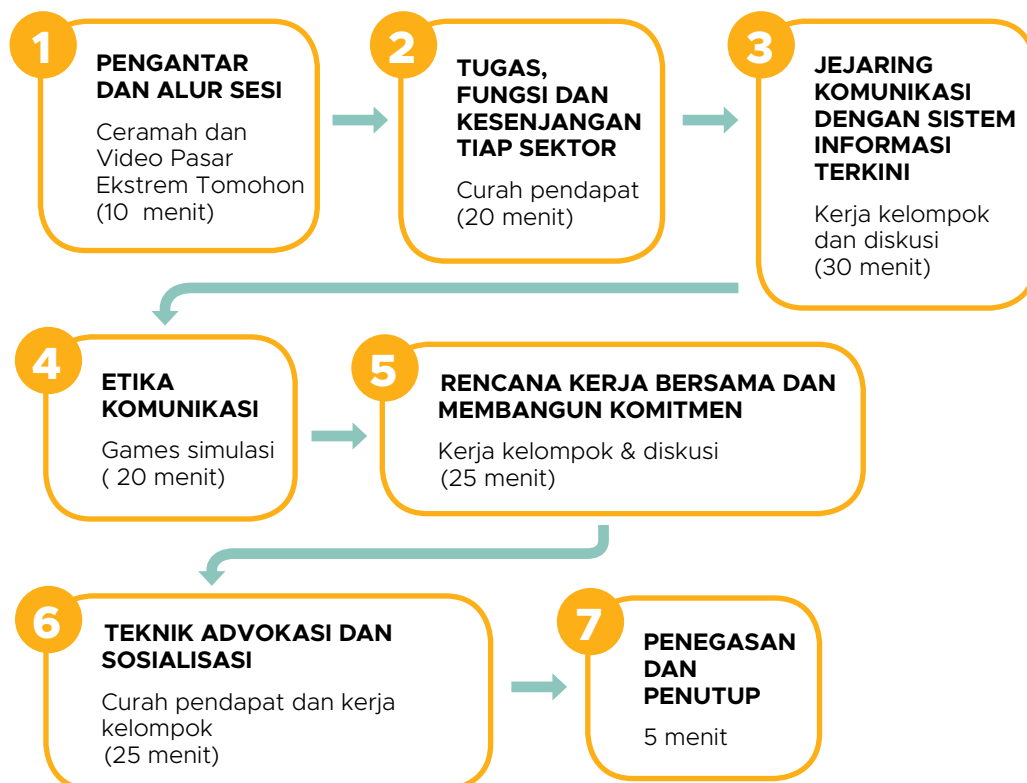 1
PENGANTAR
DAN ALUR SESI
Ceramah dan
Video Pasar
Ekstrem Tomohon
(10 menit)
2
TUGAS,
FUNGSI DAN
KESENJANGAN
TIAP SEKTOR
Curah pendapat
(20 menit)
3
JEJARING
KOMUNIKASI
DENGAN SISTEM
INFORMASI
TERKINI
Kerja kelompok
dan diskusi
(30 menit)
4
ETIKA
KOMUNIKASI
Games simulasi
( 20 menit)
5
RENCANA KERJA BERSAMA DAN
MEMBANGUN KOMITMEN
Kerja kelompok & diskusi
(25 menit)
6
TEKNIK ADVOKASI DAN
SOSIALISASI
Curah pendapat dan kerja
kelompok
(25 menit)
7
PENEGASAN
DAN
PENUTUP
5 menit